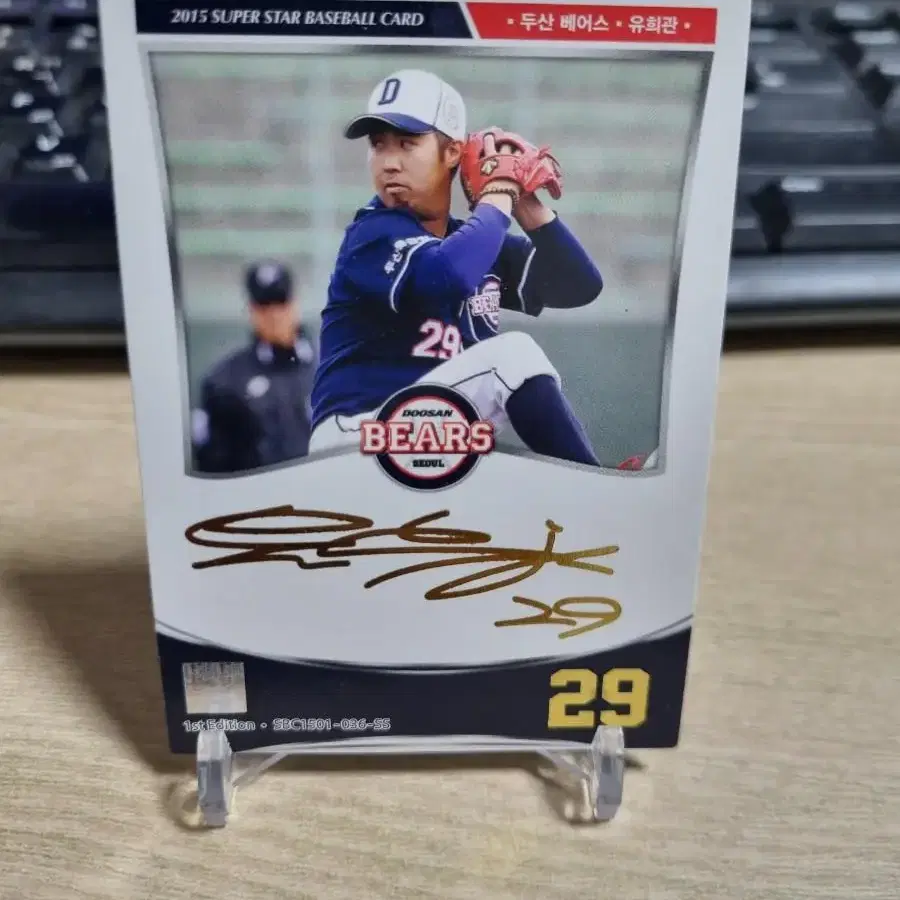 2015 SUPER STAR BASEBALL CARD
▪ 두산 베어스 ▪ 유희관 ▪
D
BEARS
29
DOOSAN
BEARS
SEOUL
29
1st Edition • SBC1501-036-SS
29